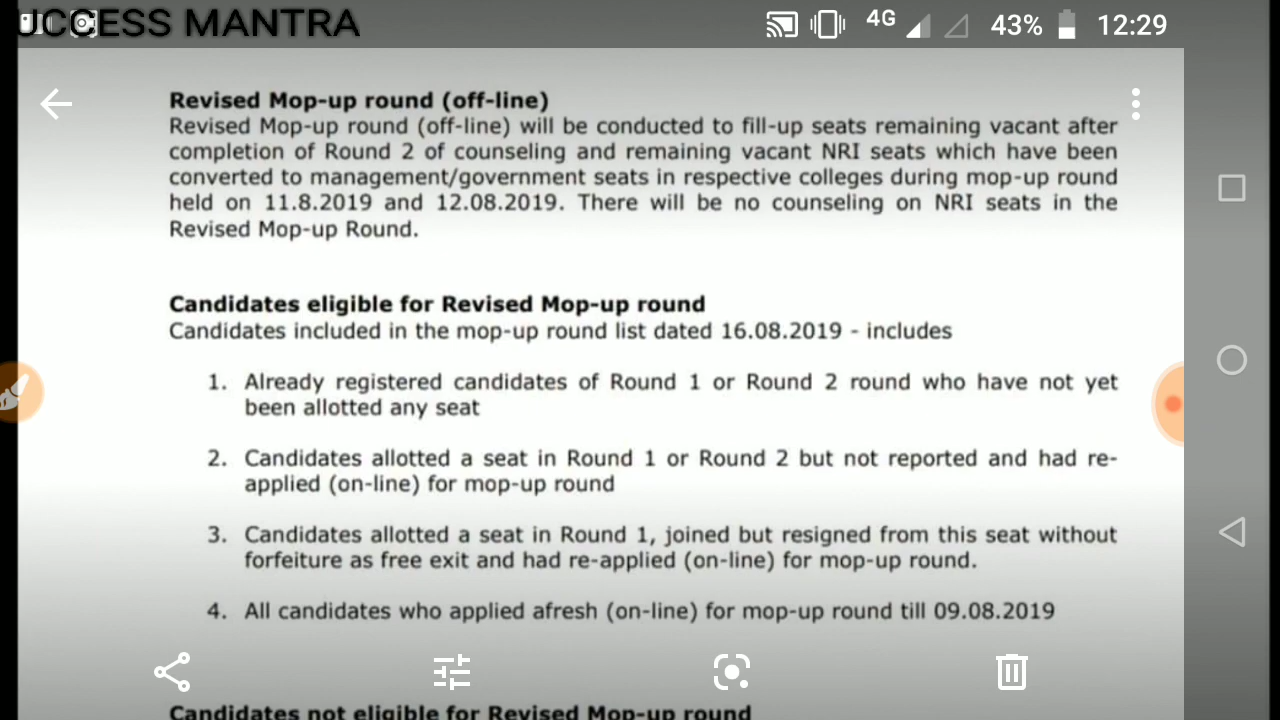 UCCESS MANTRA
4G 43% 12:29
Revised Mop-up round (off-line)
Revised Mop-up round (off-line) will be conducted to fill-up seats remaining vacant after
completion of Round 2 of counseling and remaining vacant NRI seats which have been
converted to management/government seats in respective colleges during mop-up round
held on 11.8.2019 and 12.08.2019. There will be no counseling on NRI seats in the
Revised Mop-up Round.
Candidates eligible for Revised Mop-up round
Candidates included in the mop-up round list dated 16.08.2019 - includes
1. Already registered candidates of Round 1 or Round 2 round who have not yet
been allotted any seat
2. Candidates allotted a seat in Round 1 or Round 2 but not reported and had re-
applied (on-line) for mop-up round
3. Candidates allotted a seat in Round 1, joined but resigned from this seat without
forfeiture as free exit and had re-applied (on-line) for mop-up round.
4. All candidates who applied afresh (on-line) for mop-up round till 09.08.2019
Candidates not eligible for Revised Mop-up round